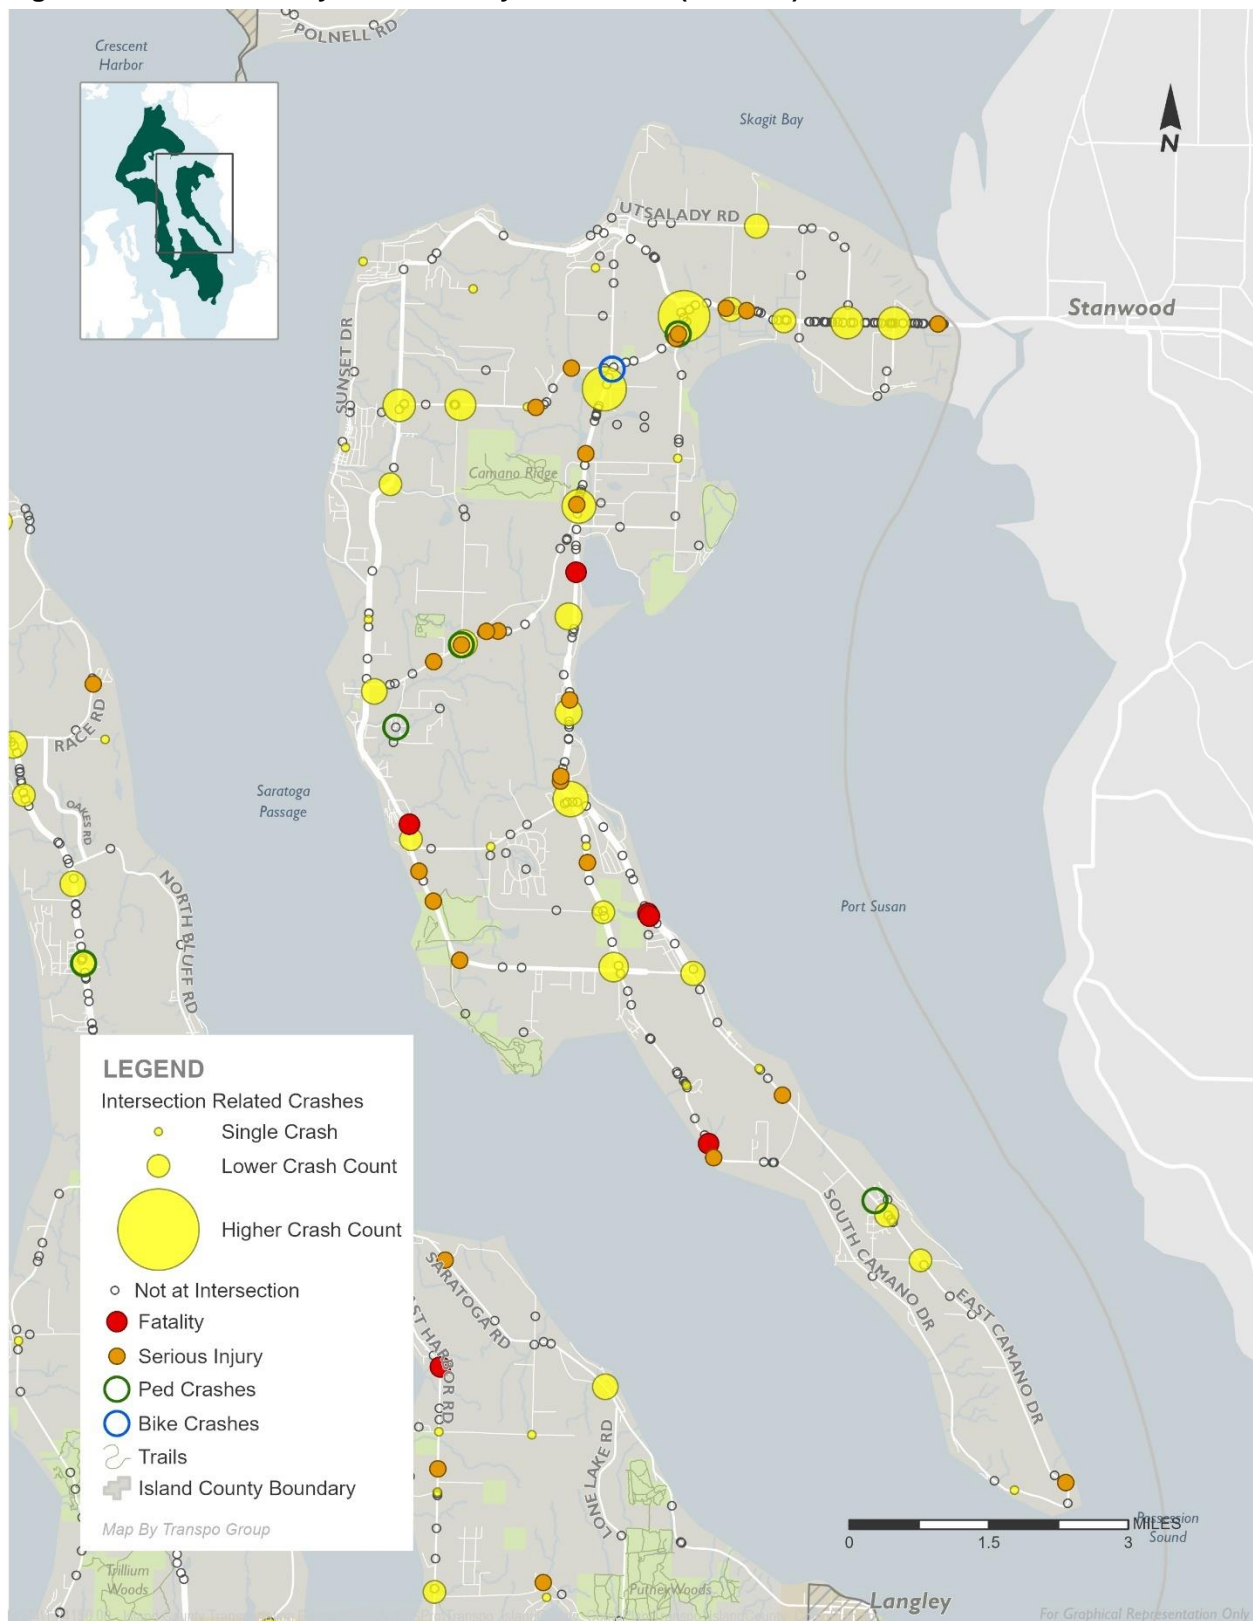 POLNELL RD
Crescent
Harbor
Skagit Bay
N
UTSALADY RD
Stanwood
SUNSET DR
Camano Ridge
RACE RD
OAKES RD
Saratoga
Passage
NORTH BLUFF RD
Port Susan
LEGEND
Intersection Related Crashes
Single Crash
Lower Crash Count
Higher Crash Count
Not at Intersection
Fatality
Serious Injury
Ped Crashes
Bike Crashes
Trails
Island County Boundary
Map By Transpo Group
SARATOGA RD
SOUTH CAMANO DR
EAST CAMANO DR
HARBOR RD
LONE LAKE RD
MILES
0 1.5 3
Possession
Sound
Trillium
Woods
Langley
For Graphical Representation Only